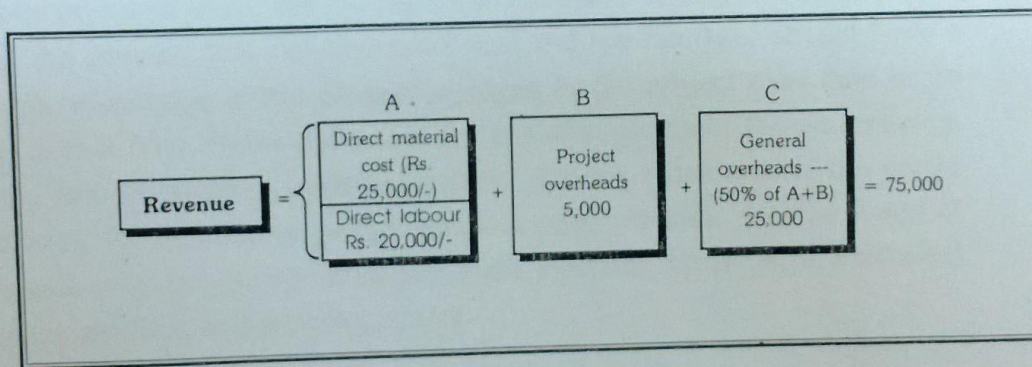 A
B
C
Revenue
=
Direct material
cost (Rs.
25,000/-)
Direct labour
Rs. 20,000/-
+
Project
overheads
5,000
+
General
overheads —
(50% of A+B)
25,000
= 75,000